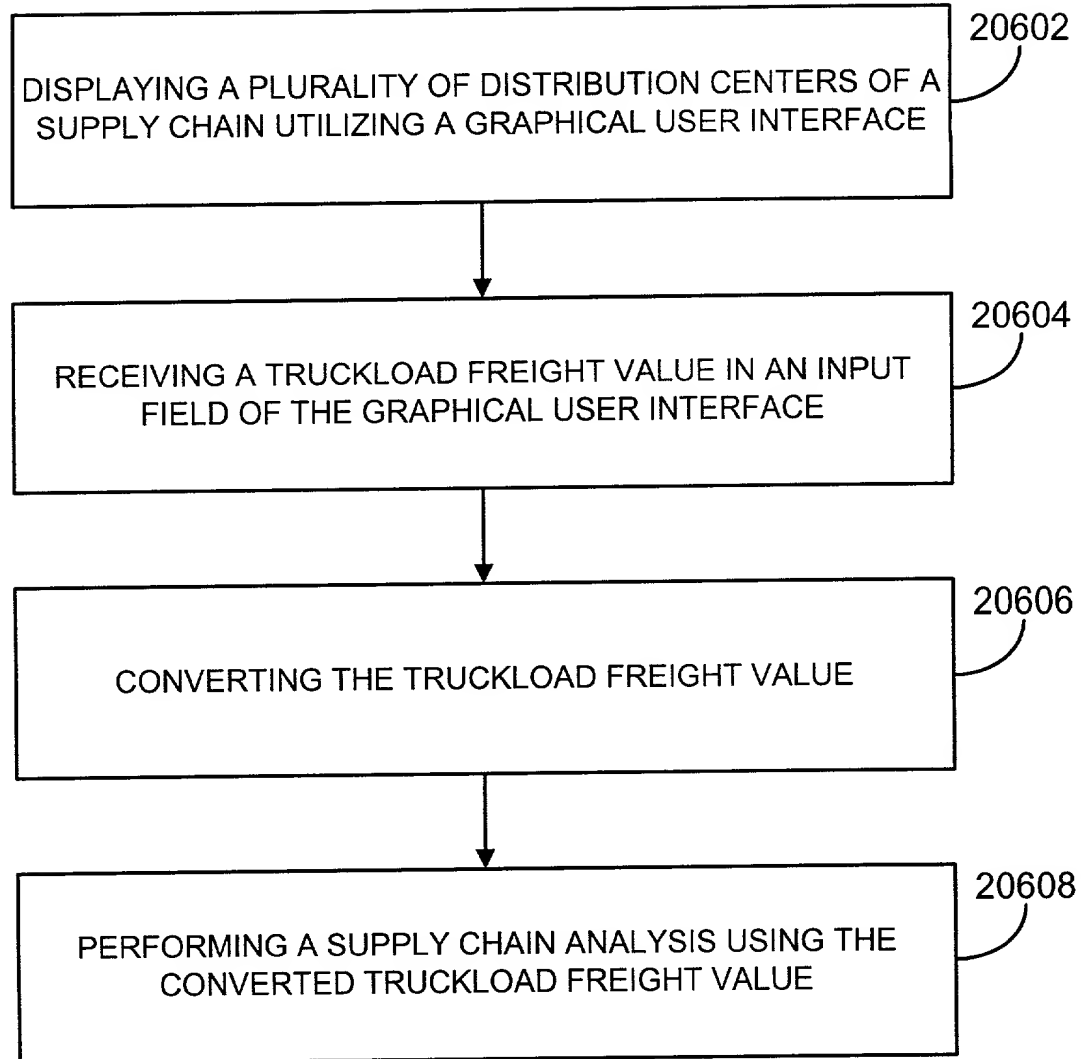 20602
DISPLAYING A PLURALITY OF DISTRIBUTION CENTERS OF A
SUPPLY CHAIN UTILIZING A GRAPHICAL USER INTERFACE
20604
RECEIVING A TRUCKLOAD FREIGHT VALUE IN AN INPUT
FIELD OF THE GRAPHICAL USER INTERFACE
20606
CONVERTING THE TRUCKLOAD FREIGHT VALUE
20608
PERFORMING A SUPPLY CHAIN ANALYSIS USING THE
CONVERTED TRUCKLOAD FREIGHT VALUE